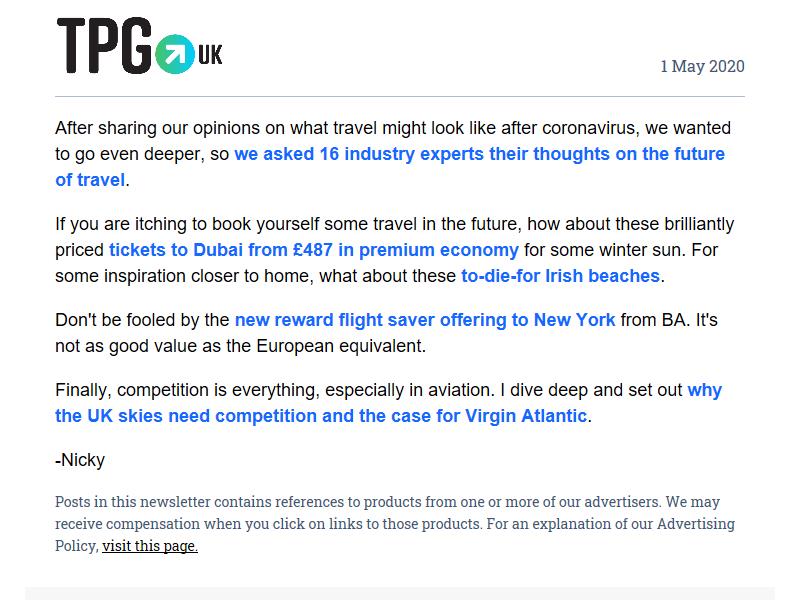 TPG UK
1 May 2020
After sharing our opinions on what travel might look like after coronavirus, we wanted
to go even deeper, so we asked 16 industry experts their thoughts on the future
of travel.
If you are itching to book yourself some travel in the future, how about these brilliantly
priced tickets to Dubai from £487 in premium economy for some winter sun. For
some inspiration closer to home, what about these to-die-for Irish beaches.
Don't be fooled by the new reward flight saver offering to New York from BA. It's
not as good value as the European equivalent.
Finally, competition is everything, especially in aviation. I dive deep and set out why
the UK skies need competition and the case for Virgin Atlantic.
-Nicky
Posts in this newsletter contains references to products from one or more of our advertisers. We may
receive compensation when you click on links to those products. For an explanation of our Advertising
Policy, visit this page.